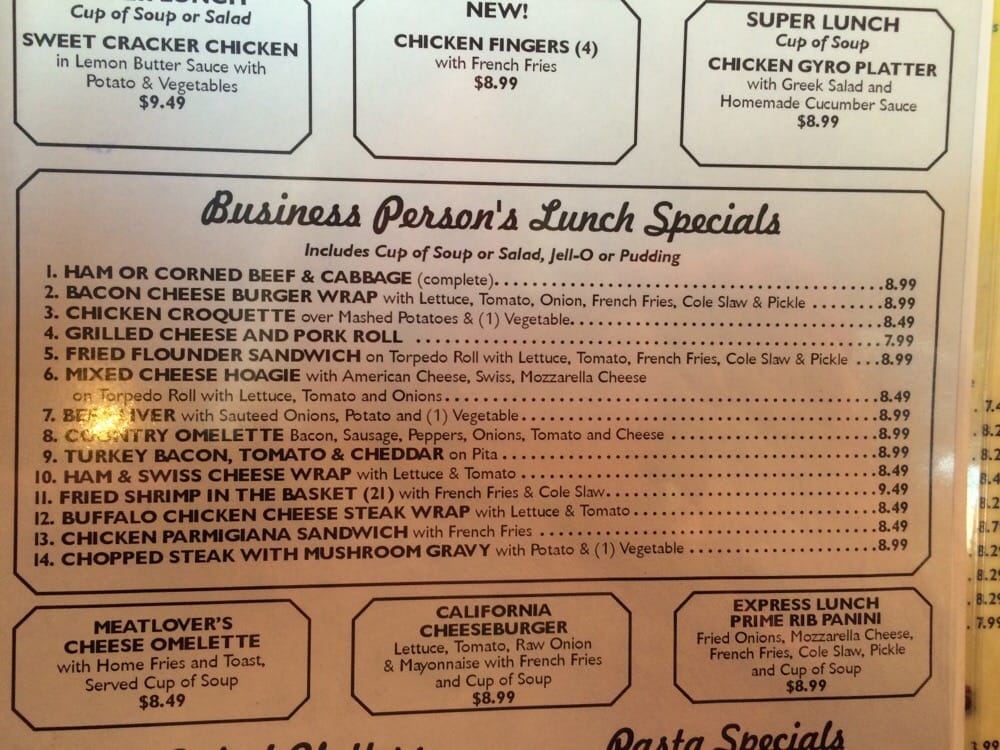 Cup of Soup or Salad
SWEET CRACKER CHICKEN
in Lemon Butter Sauce with
Potato & Vegetables
$9.49
NEW!
CHICKEN FINGERS (4)
with French Fries
$8.99
SUPER LUNCH
Cup of Soup
CHICKEN GYRO PLATTER
with Greek Salad and
Homemade Cucumber Sauce
$8.99
Business Person's Lunch Specials
Includes Cup of Soup or Salad, Jell-O or Pudding
1. HAM OR CORNED BEEF & CABBAGE (complete) 8.99
2. BACON CHEESE BURGER WRAP with Lettuce, Tomato, Onion, French Fries, Cole Slaw & Pickle 8.99
3. CHICKEN CROQUETTE over Mashed Potatoes & (1) Vegetable 8.49
4. GRILLED CHEESE AND PORK ROLL 7.99
5. FRIED FLOUNDER SANDWICH on Torpedo Roll with Lettuce, Tomato, French Fries, Cole Slaw & Pickle 8.99
6. MIXED CHEESE HOAGIE with American Cheese, Swiss, Mozzarella Cheese
on Torpedo Roll with Lettuce, Tomato and Onions 8.49
7. BEEF LIVER with Sauteed Onions, Potato and (1) Vegetable 8.99
8. COUNTRY OMELETTE Bacon, Sausage, Peppers, Onions, Tomato and Cheese 8.99
9. TURKEY BACON, TOMATO & CHEDDAR on Pita 8.99
10. HAM & SWISS CHEESE WRAP with Lettuce & Tomato 8.49
11. FRIED SHRIMP IN THE BASKET (21) with French Fries & Cole Slaw 9.49
12. BUFFALO CHICKEN CHEESE STEAK WRAP with Lettuce & Tomato 8.49
13. CHICKEN PARMIGIANA SANDWICH with French Fries 8.49
14. CHOPPED STEAK WITH MUSHROOM GRAVY with Potato & (1) Vegetable 8.99
MEATLOVER'S
CHEESE OMELETTE
with Home Fries and Toast,
Served Cup of Soup
$8.49
CALIFORNIA
CHEESEBURGER
Lettuce, Tomato, Raw Onion
& Mayonnaise with French Fries
and Cup of Soup
$8.99
EXPRESS LUNCH
PRIME RIB PANINI
Fried Onions, Mozzarella Cheese,
French Fries, Cole Slaw, Pickle
and Cup of Soup
$8.99
Pasta Specials
7.99